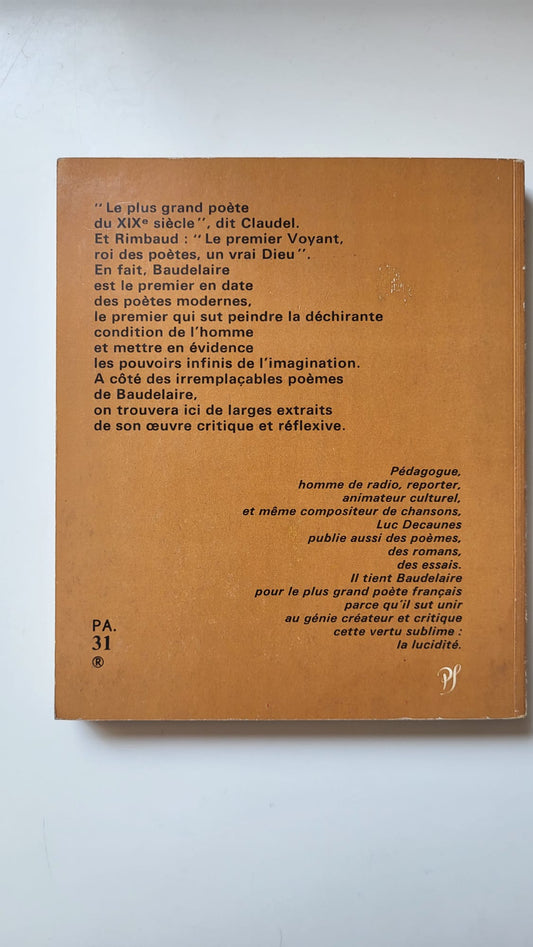 "Le plus grand poète
du XIXe siècle", dit Claudel.
Et Rimbaud : "Le premier Voyant,
roi des poètes, un vrai Dieu".
En fait, Baudelaire
est le premier en date
des poètes modernes,
le premier qui sut peindre la déchirante
condition de l'homme
et mettre en évidence
les pouvoirs infinis de l'imagination.
A côté des irremplaçables poèmes
de Baudelaire,
on trouvera ici de larges extraits
de son œuvre critique et réflexive.
Pédagogue,
homme de radio, reporter,
animateur culturel,
et même compositeur de chansons,
Luc Decaunes
publie aussi des poèmes,
des romans,
des essais.
Il tient Baudelaire
pour le plus grand poète français
parce qu'il sut unir
au génie créateur et critique
cette vertu sublime :
la lucidité.
PA.
31
®
Ps